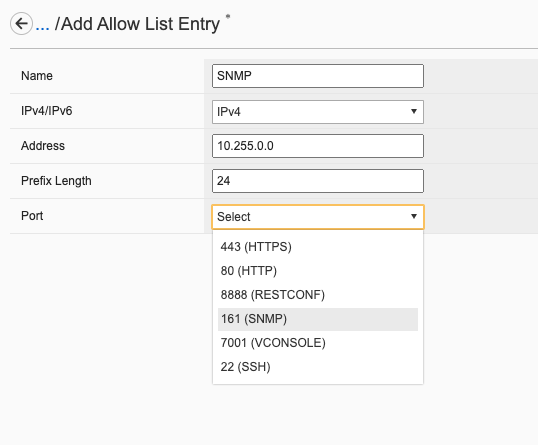 ... /Add Allow List Entry *
Name SNMP
IPv4/IPv6 IPv4
Address 10.255.0.0
Prefix Length 24
Port Select
443 (HTTPS)
80 (HTTP)
8888 (RESTCONF)
161 (SNMP)
7001 (VCONSOLE)
22 (SSH)